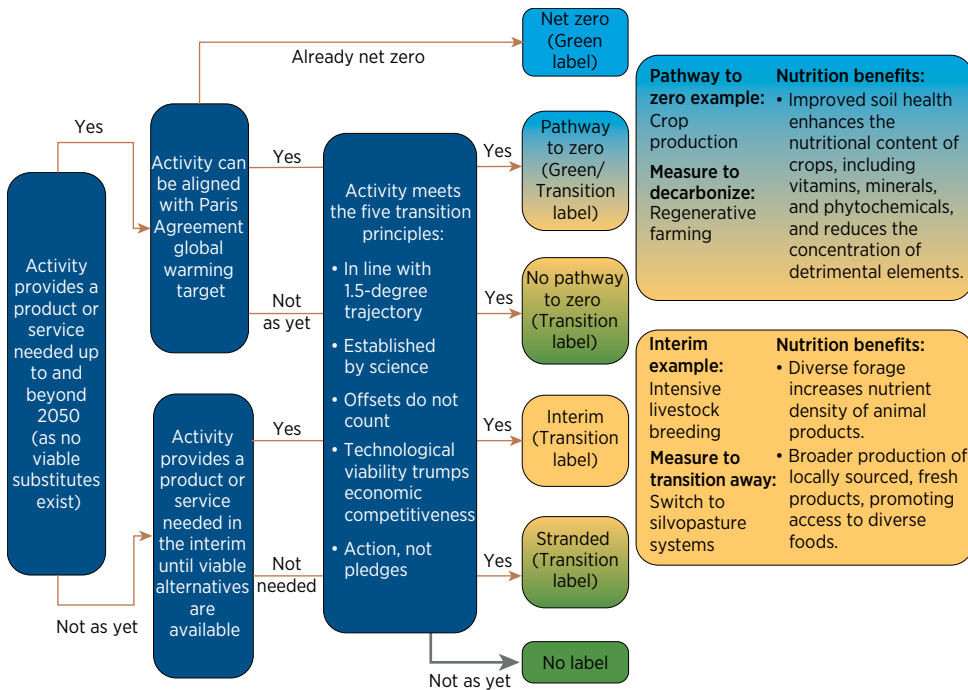 Activity
provides a
product or
service
needed up
to and
beyond
2050
(as no
viable
substitutes
exist)
Yes
Not as yet
Activity can
be aligned
with Paris
Agreement
global
warming
target
Already net zero
Yes
Not
as yet
Activity
provides a
product or
service
needed in
the interim
until viable
alternatives
are
available
Yes
Not
needed
Activity meets
the five transition
principles:
• In line with
1.5-degree
trajectory
• Established
by science
• Offsets do not
count
• Technological
viability trumps
economic
competitiveness
• Action, not
pledges
Yes
Yes
Yes
Yes
Not as yet
Net zero
(Green
label)
Pathway
to zero
(Green/
Transition
label)
No pathway
to zero
(Transition
label)
Interim
(Transition
label)
Stranded
(Transition
label)
No label
Pathway to
zero example:
Crop
production
Measure to
decarbonize:
Regenerative
farming
Nutrition benefits:
• Improved soil health
enhances the
nutritional content of
crops, including
vitamins, minerals,
and phytochemicals,
and reduces the
concentration of
detrimental elements.
Interim
example:
Intensive
livestock
breeding
Measure to
transition away:
Switch to
silvopasture
systems
Nutrition benefits:
• Diverse forage
increases nutrient
density of animal
products.
• Broader production of
locally sourced, fresh
products, promoting
access to diverse
foods.